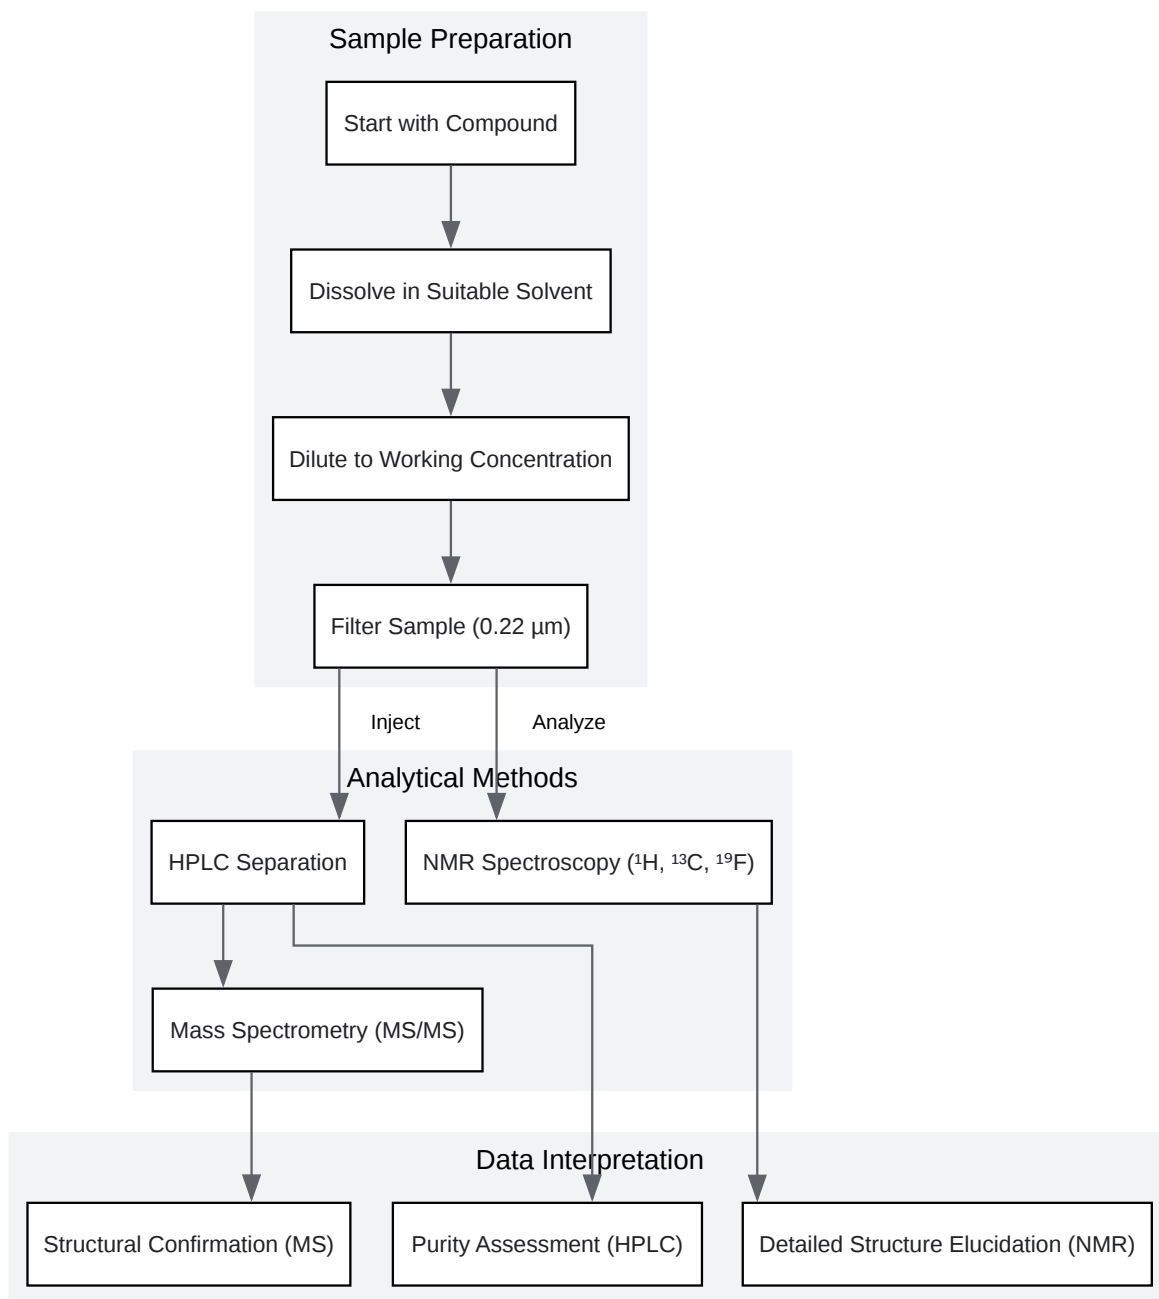 Sample Preparation
Start with Compound
Dissolve in Suitable Solvent
Dilute to Working Concentration
Filter Sample (0.22 µm)
Inject
Analyze
Analytical Methods
HPLC Separation
NMR Spectroscopy (¹H, ¹³C, ¹⁹F)
Mass Spectrometry (MS/MS)
Data Interpretation
Structural Confirmation (MS)
Purity Assessment (HPLC)
Detailed Structure Elucidation (NMR)